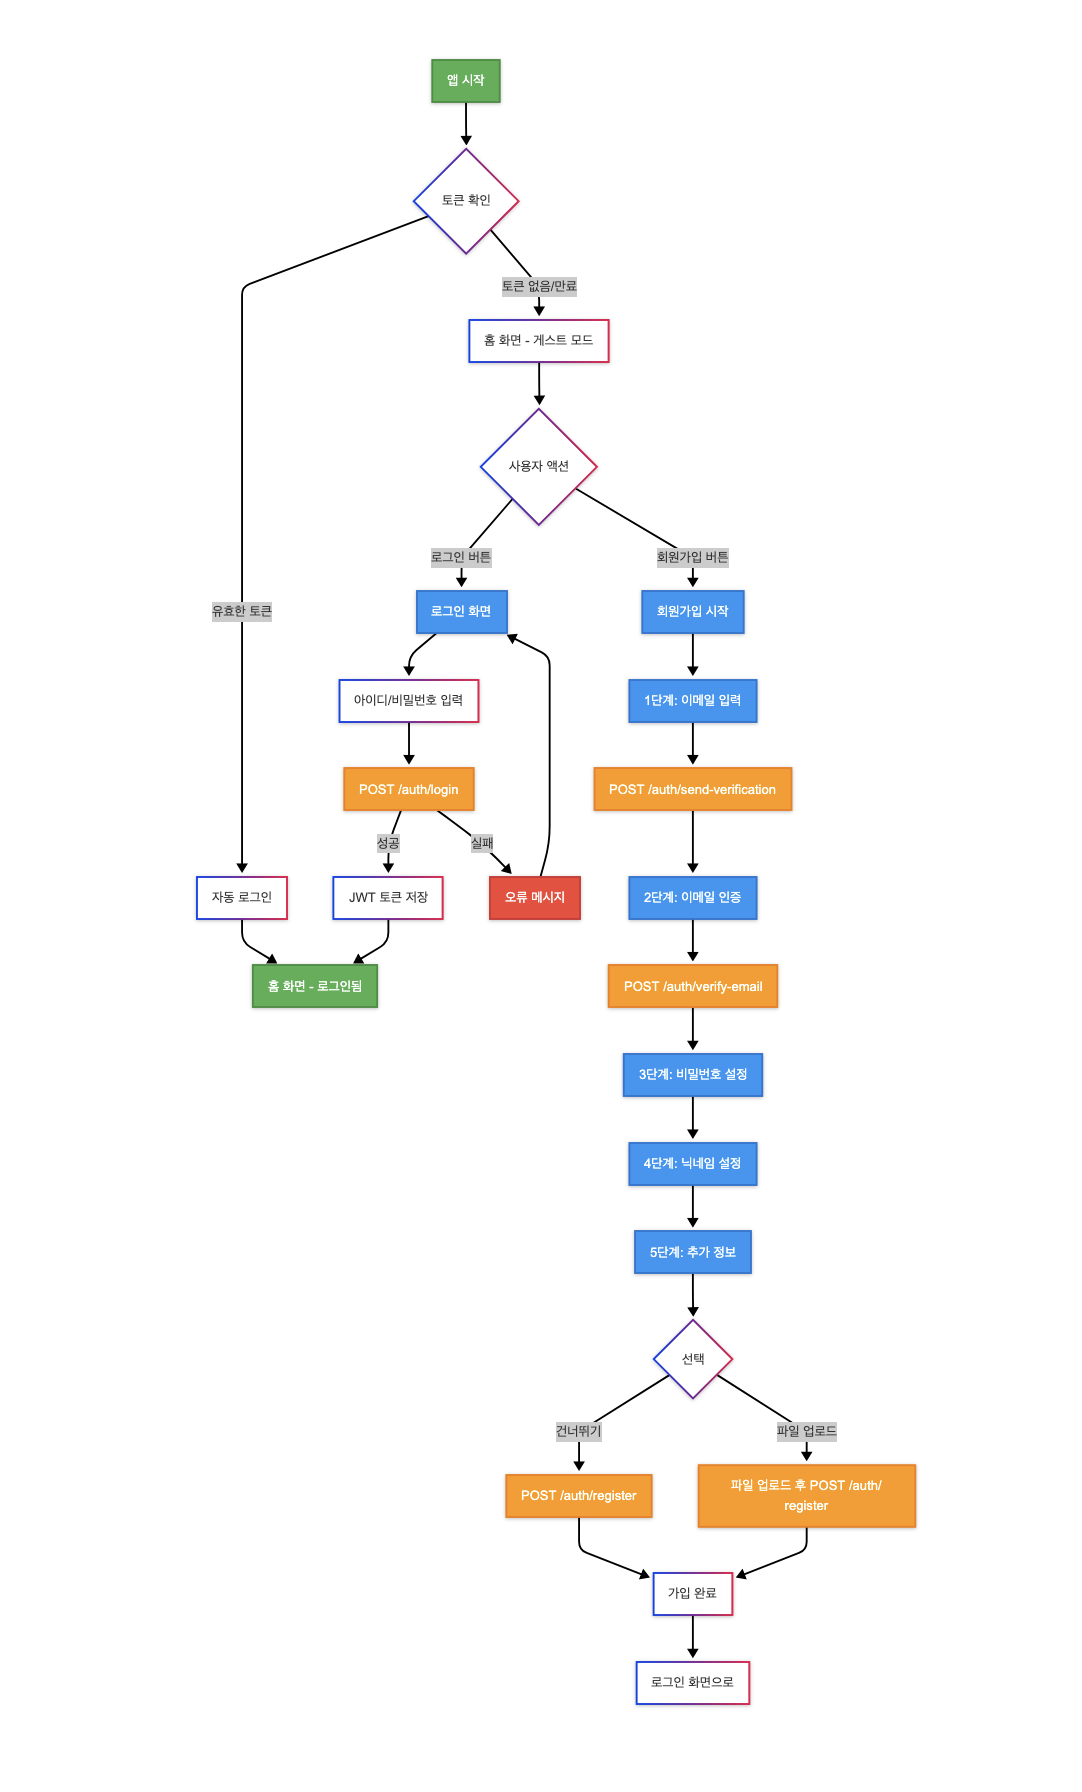 앱 시작
토큰 확인
토큰 없음/만료
홈 화면 - 게스트 모드
사용자 액션
로그인 버튼
회원가입 버튼
유효한 토큰
로그인 화면
회원가입 시작
아이디/비밀번호 입력
1단계: 이메일 입력
POST /auth/login
POST /auth/send-verification
성공
실패
자동 로그인
JWT 토큰 저장
오류 메시지
2단계: 이메일 인증
홈 화면 - 로그인됨
POST /auth/verify-email
3단계: 비밀번호 설정
4단계: 닉네임 설정
5단계: 추가 정보
선택
건너뛰기
파일 업로드
POST /auth/register
파일 업로드 후 POST /auth/
register
가입 완료
로그인 화면으로